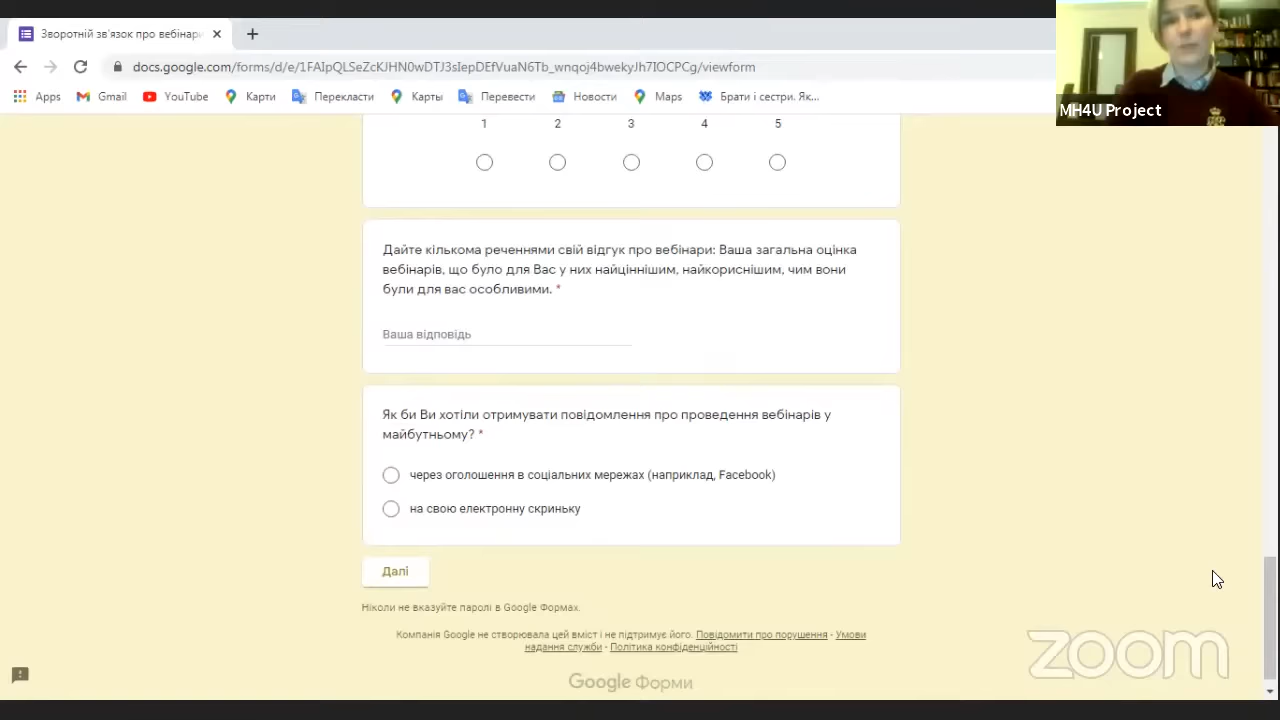 Зворотній зв'язок про вебінари
docs.google.com/forms/d/e/1FAIpQLSeZcKJHN0wDTJ3sIepDEfVuaN6Tb_wnqoj4bwekyJh7IOCPCg/viewform
Apps Gmail YouTube Карти Перекласти Карты Перевести Новости Maps Брати і сестри. Як...
MH4U Project
1 2 3 4 5
Дайте кількома реченнями свій відгук про вебінари: Ваша загальна оцінка
вебінарів, що було для Вас у них найціннішим, найкориснішим, чим вони
були для вас особливими. *
Ваша відповідь
Як би Ви хотіли отримувати повідомлення про проведення вебінарів у
майбутньому? *
через оголошення в соціальних мережах (наприклад, Facebook)
на свою електронну скриньку
Далі
Ніколи не вказуйте паролі в Google Формах.
Компанія Google не створювала цей вміст і не підтримує його. Повідомити про порушення - Умови
надання служби - Політика конфіденційності
Google Форми
zoom